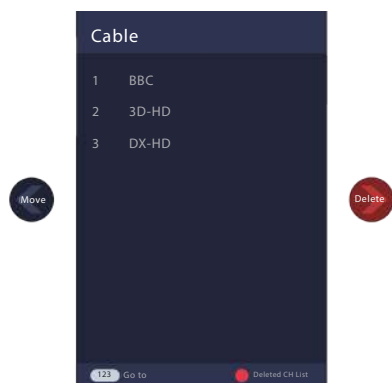 Cable
1 BBC
2 3D-HD
3 DX-HD
Move
Delete
123 Go to Deleted CH List